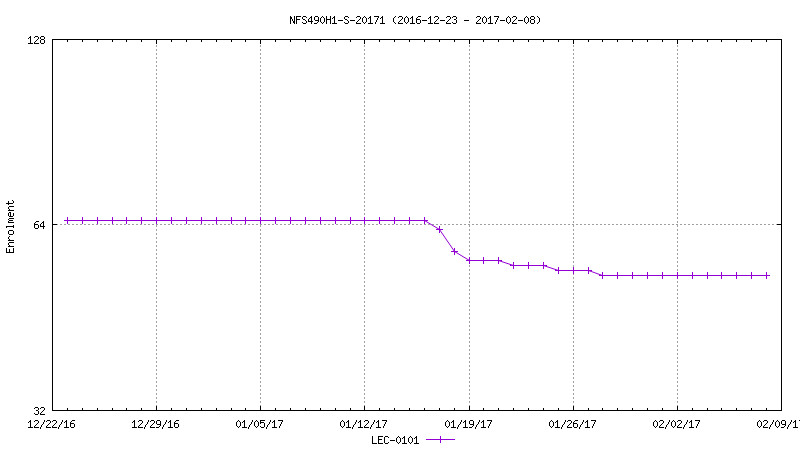 NFS490H1-S-20171 (2016-12-23 - 2017-02-08)
128
64
32
Enrolment
12/22/16 12/29/16 01/05/17 01/12/17 01/19/17 01/26/17 02/02/17 02/09/1
LEC-0101